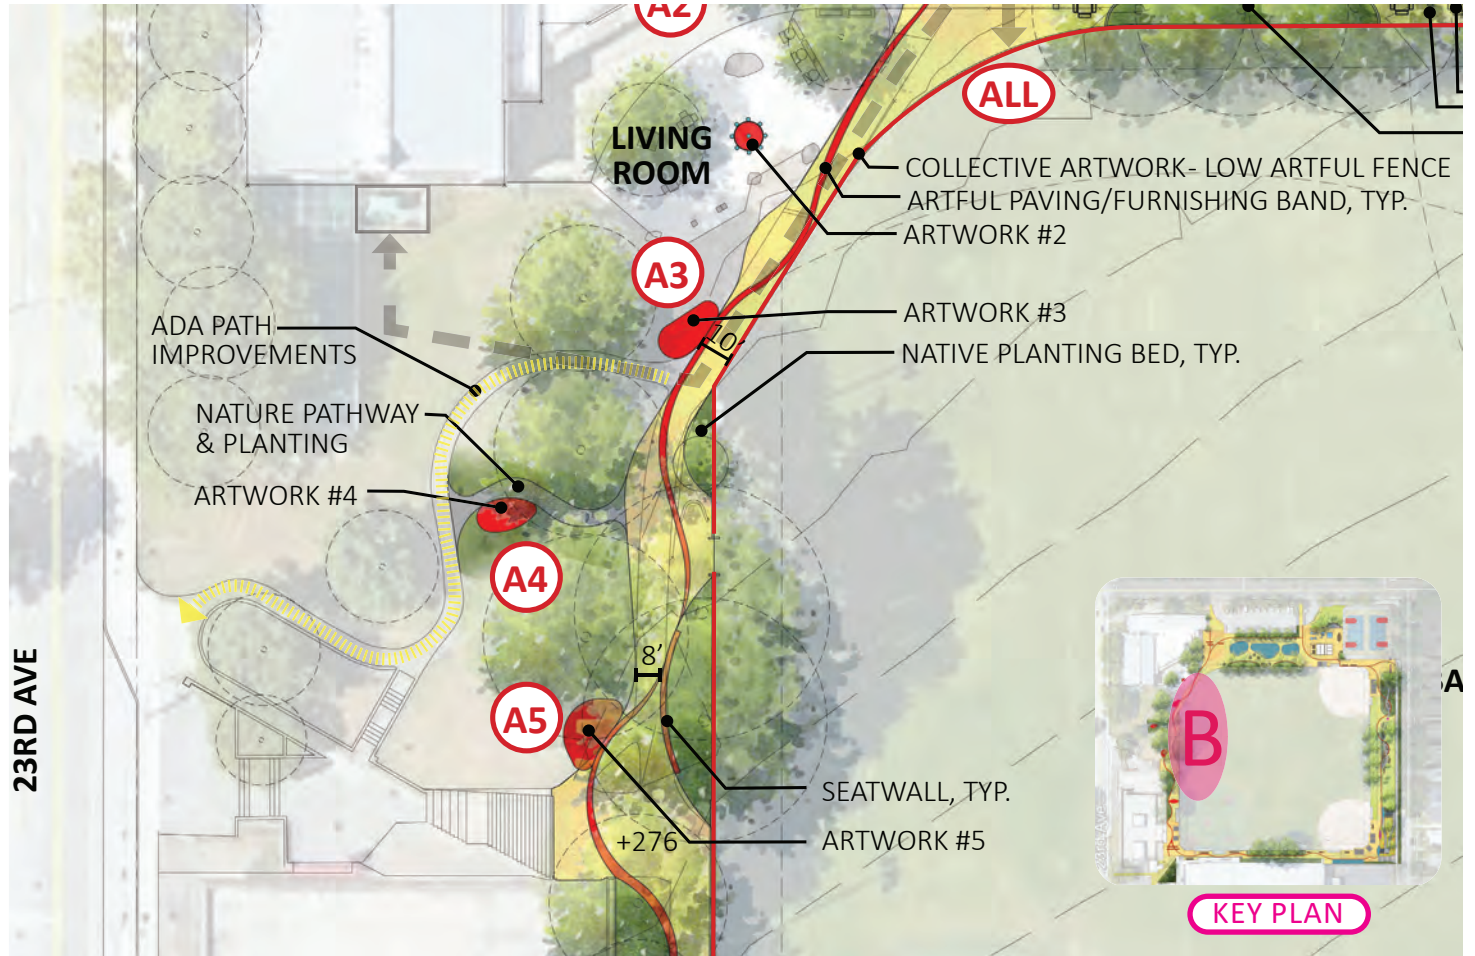 A2
ALL
LIVING
ROOM
COLLECTIVE ARTWORK- LOW ARTFUL FENCE
ARTFUL PAVING/FURNISHING BAND, TYP.
ARTWORK #2
A3
ARTWORK #3
10'
NATIVE PLANTING BED, TYP.
ADA PATH
IMPROVEMENTS
NATURE PATHWAY
& PLANTING
ARTWORK #4
A4
8'
A5
23RD AVE
SEATWALL, TYP.
+276
ARTWORK #5
B
23rd Ave
KEY PLAN